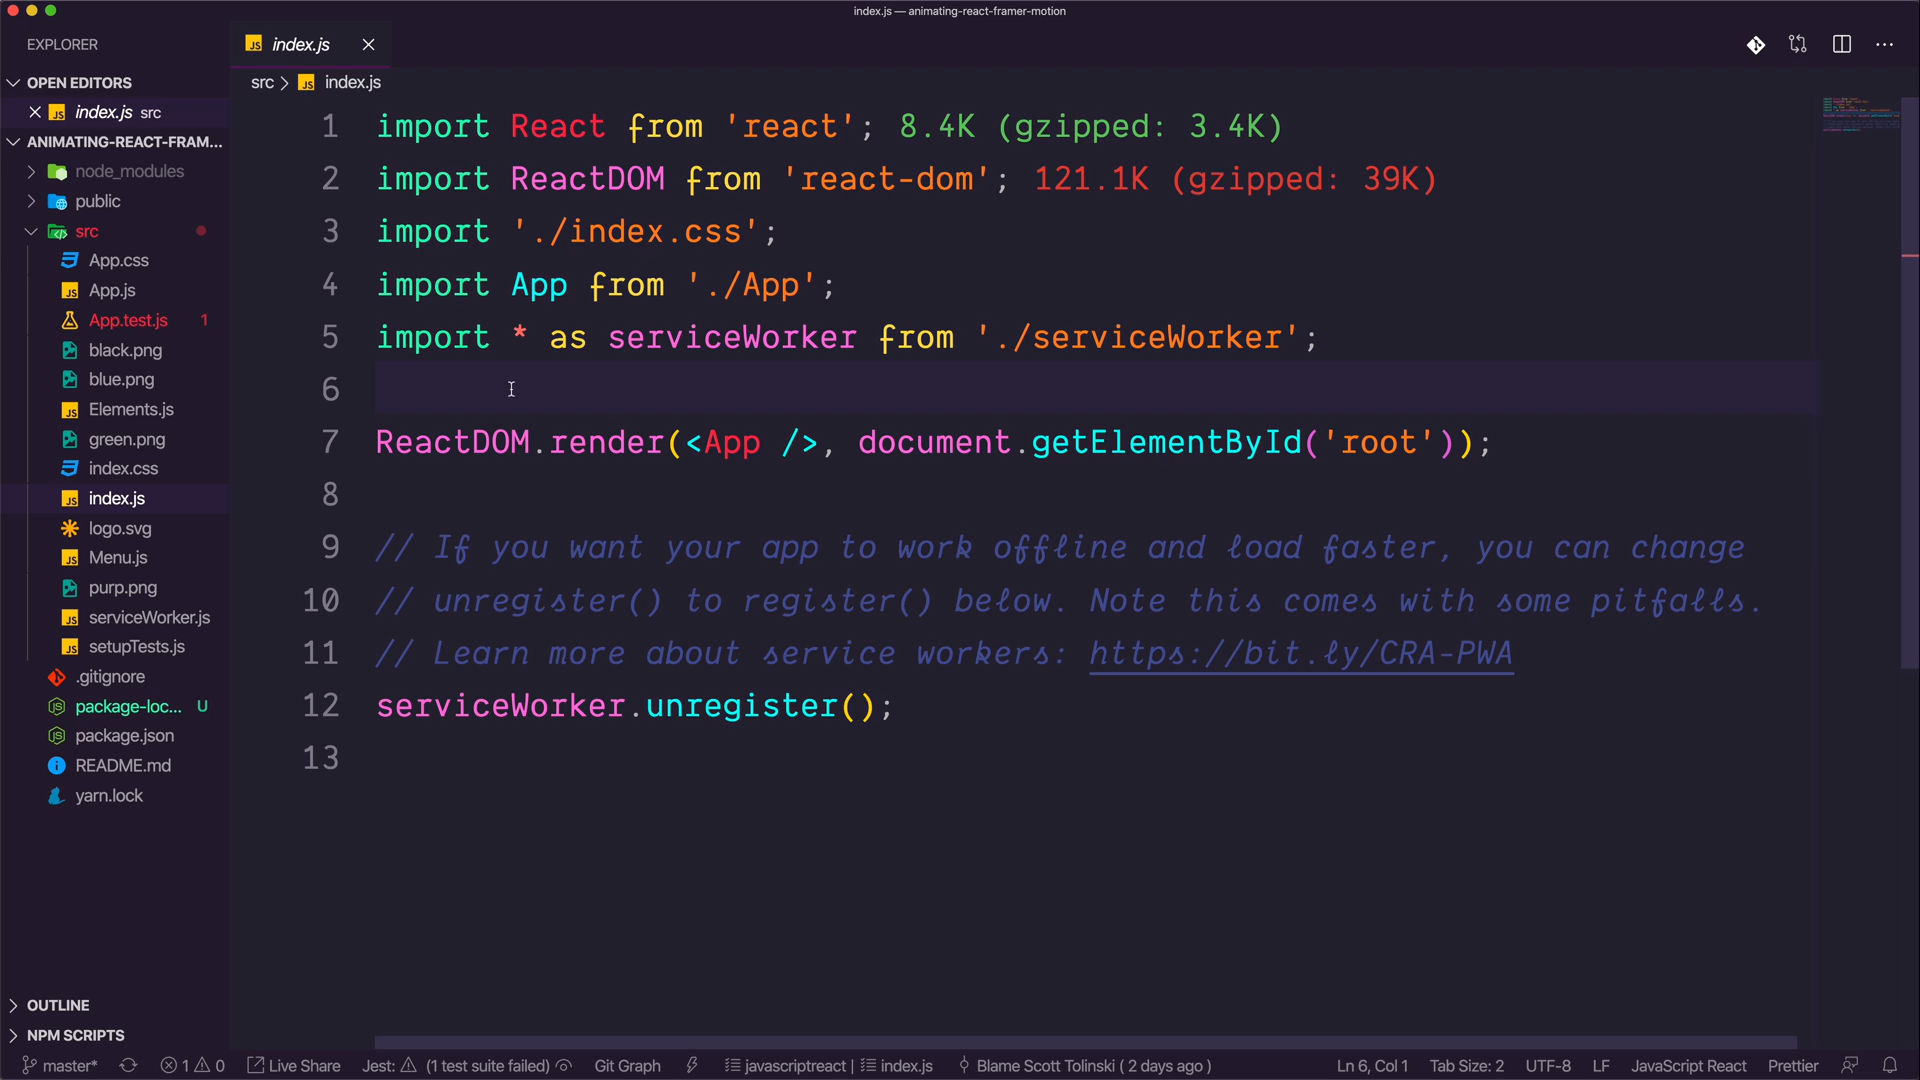 index.js — animating-react-framer-motion
EXPLORER
OPEN EDITORS
index.js src
ANIMATING-REACT-FRAM...
node_modules
public
src
App.css
App.js
App.test.js 1
black.png
blue.png
Elements.js
green.png
index.css
index.js
logo.svg
Menu.js
purp.png
serviceWorker.js
setupTests.js
.gitignore
package-loc... U
package.json
README.md
yarn.lock
OUTLINE
NPM SCRIPTS
index.js
src > index.js
1 import React from 'react'; 8.4K (gzipped: 3.4K)
2 import ReactDOM from 'react-dom'; 121.1K (gzipped: 39K)
3 import './index.css';
4 import App from './App';
5 import * as serviceWorker from './serviceWorker';
6
7 ReactDOM.render(<App />, document.getElementById('root'));
8
9 // If you want your app to work offline and load faster, you can change
10 // unregister() to register() below. Note this comes with some pitfalls.
11 // Learn more about service workers: https://bit.ly/CRA-PWA
12 serviceWorker.unregister();
13
master* 1 0 Live Share Jest: (1 test suite failed) Git Graph javascriptreact | index.js Blame Scott Tolinski ( 2 days ago ) Ln 6, Col 1 Tab Size: 2 UTF-8 LF JavaScript React Prettier